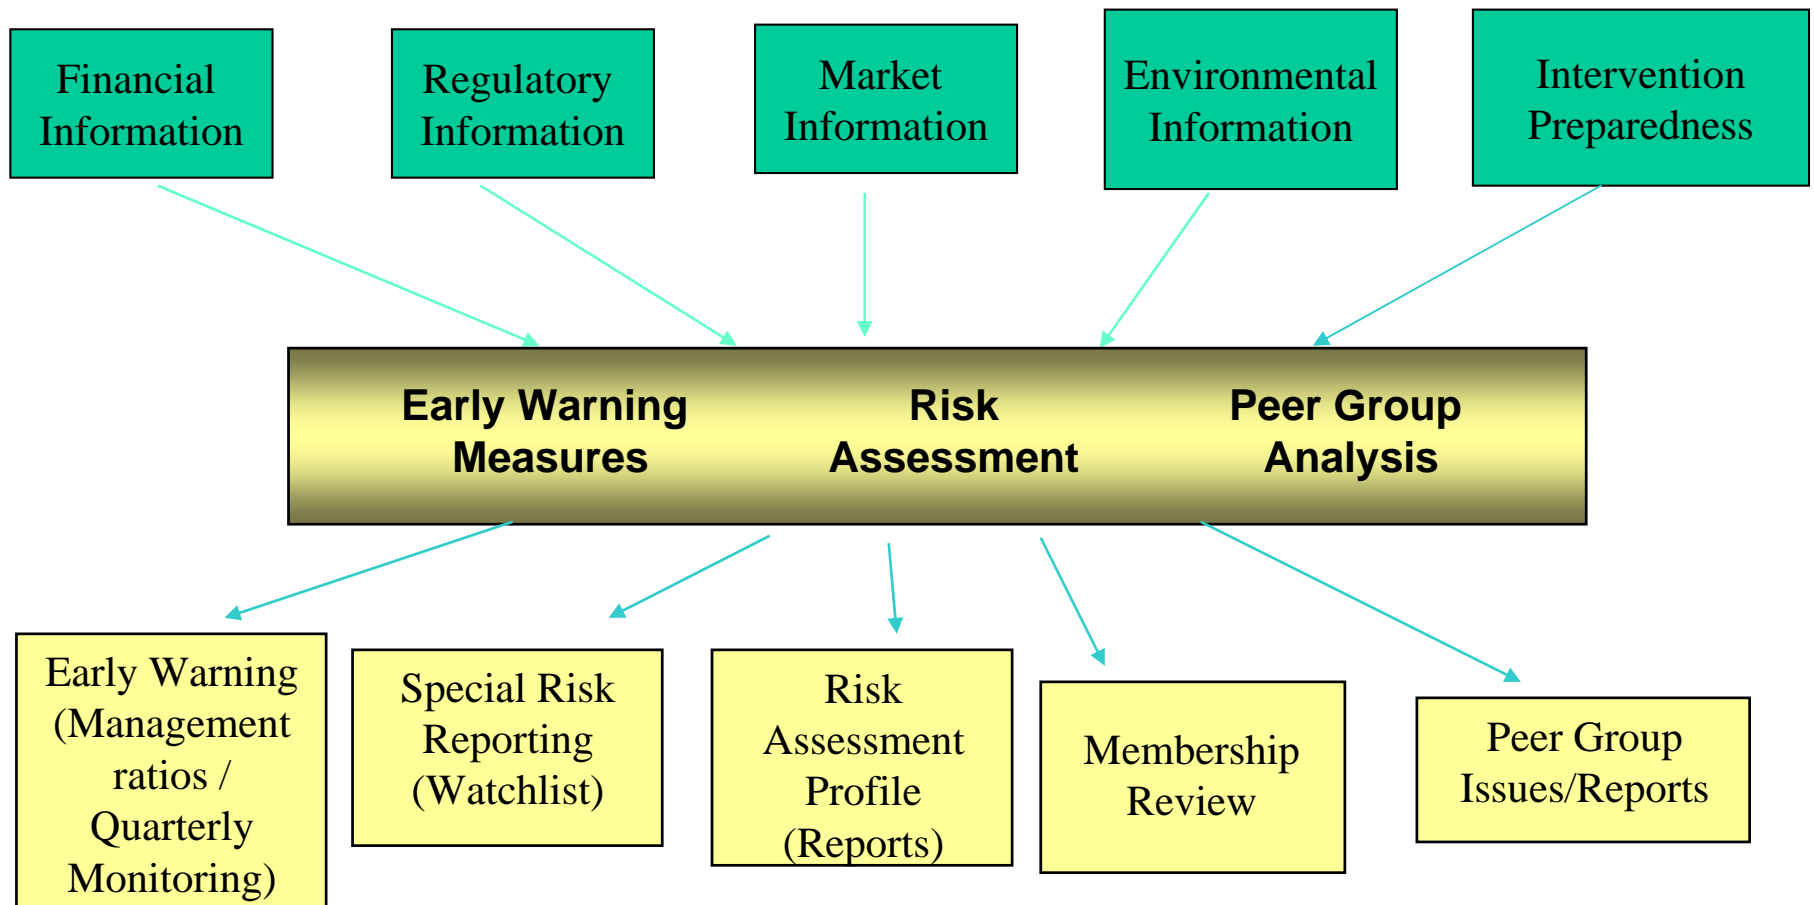 Financial
Information
Regulatory
Information
Market
Information
Environmental
Information
Intervention
Preparedness
Early Warning
Measures
Risk
Assessment
Peer Group
Analysis
Early Warning
(Management
ratios /
Quarterly
Monitoring)
Special Risk
Reporting
(Watchlist)
Risk
Assessment
Profile
(Reports)
Membership
Review
Peer Group
Issues/Reports